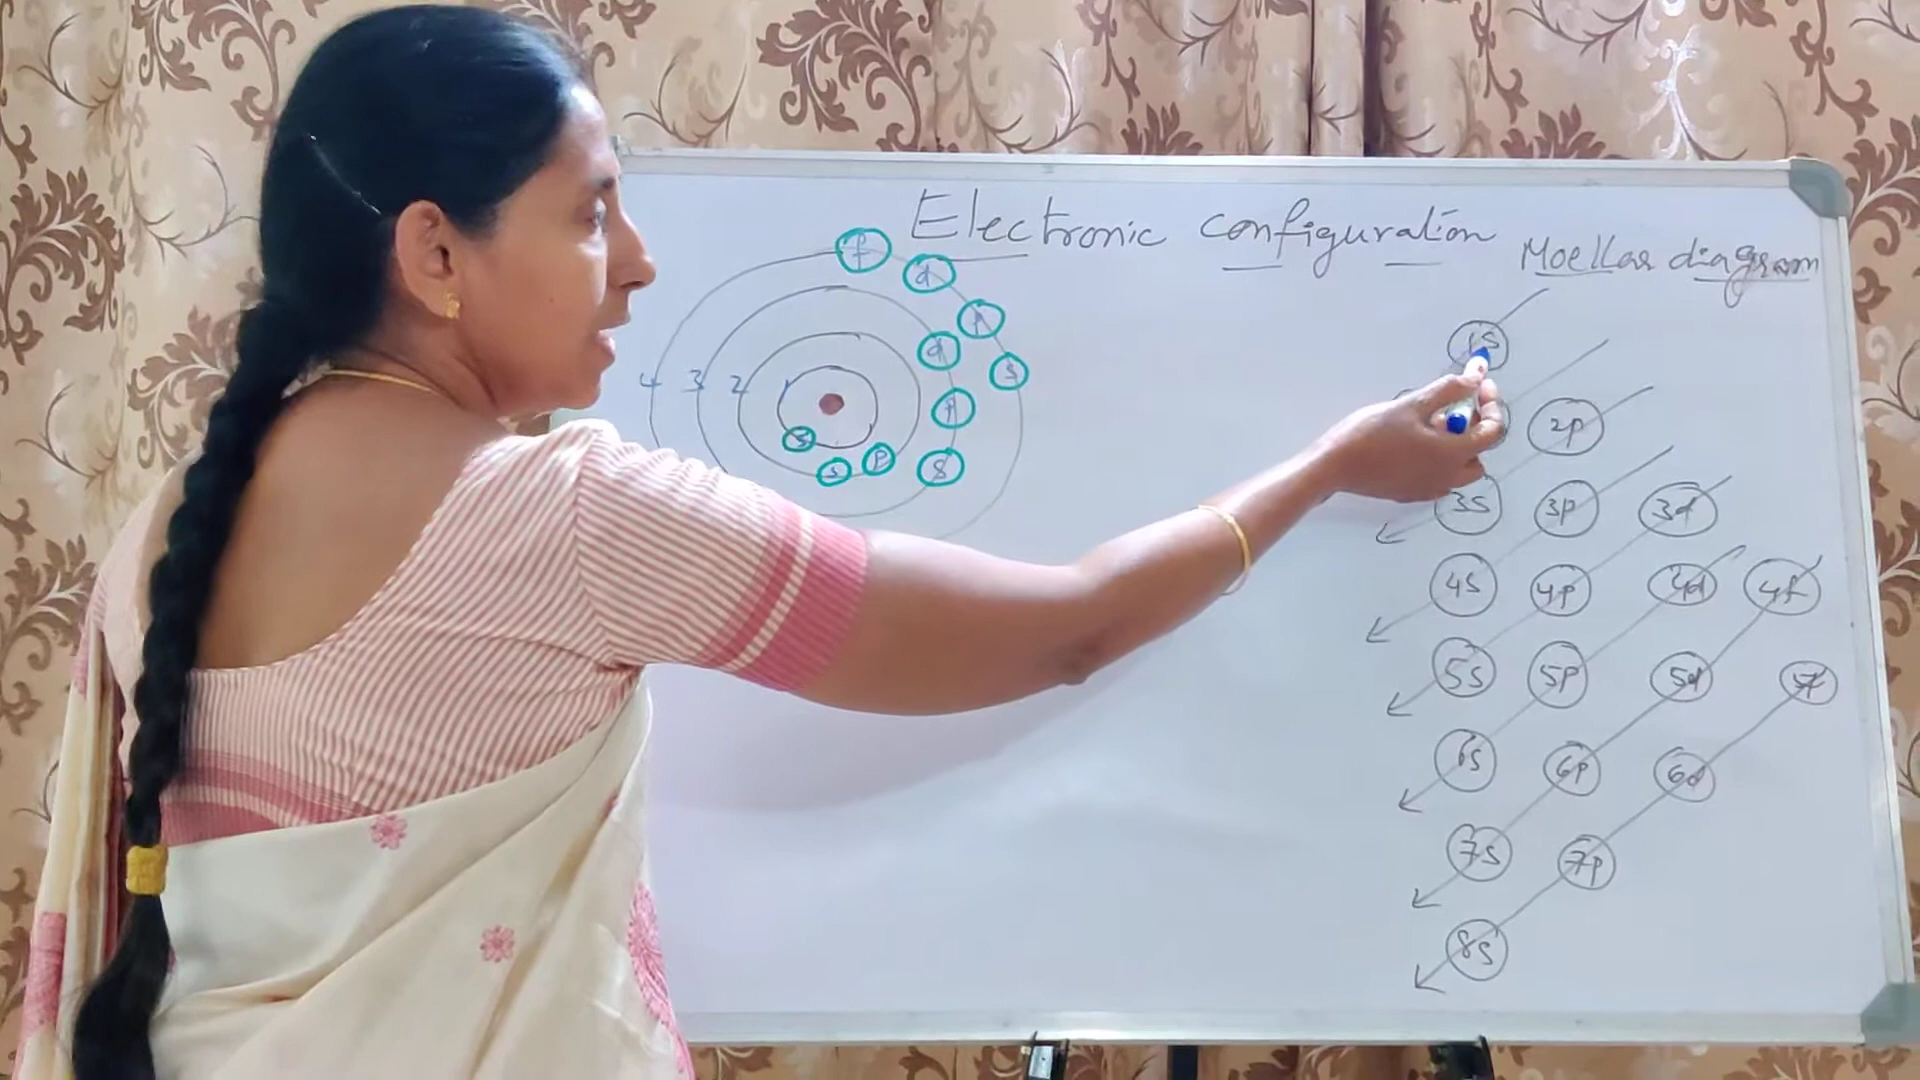 Electronic configuration
Moellar diagram
f
d
p
s
d
p
s
4 3 2
s
s p
1s
2p
3s 3p 3d
4s 4p 4d 4f
5s 5p 5d 5f
6s 6p 6d
7s 7p
8s